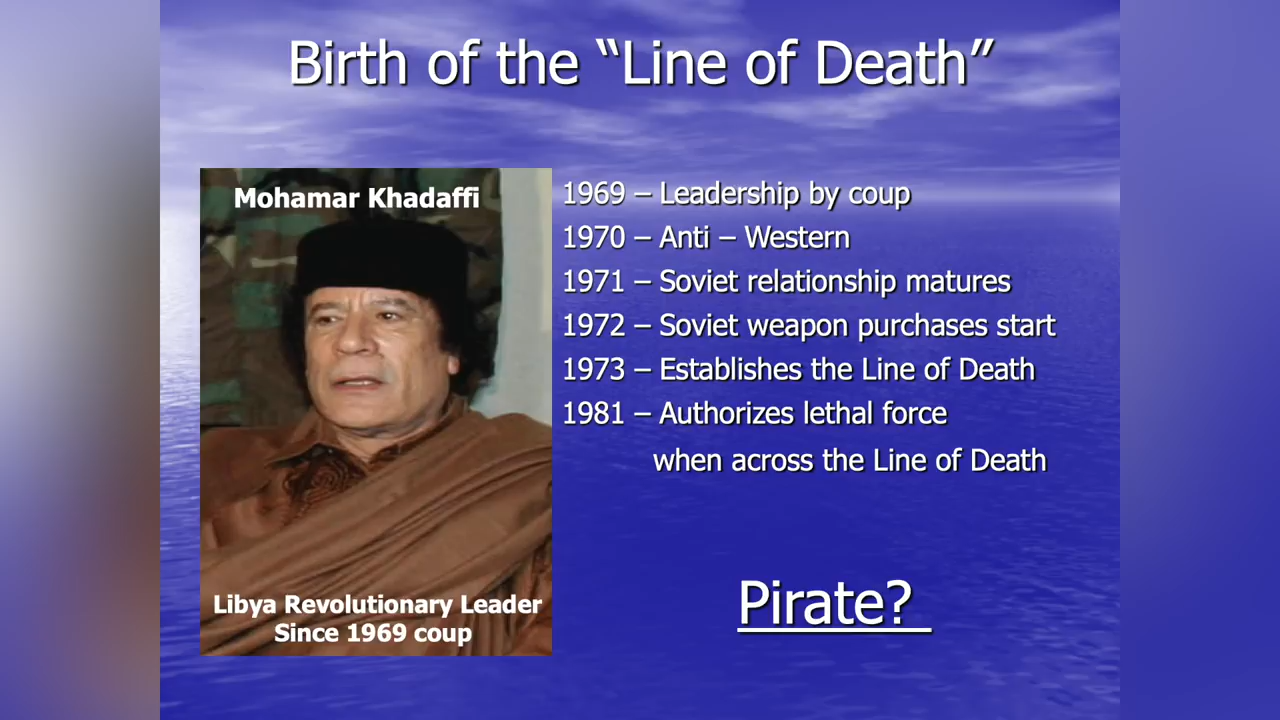 Birth of the “Line of Death”
Mohamar Khadaffi
Libya Revolutionary Leader
Since 1969 coup
1969 – Leadership by coup
1970 – Anti – Western
1971 – Soviet relationship matures
1972 – Soviet weapon purchases start
1973 – Establishes the Line of Death
1981 – Authorizes lethal force
when across the Line of Death
Pirate?